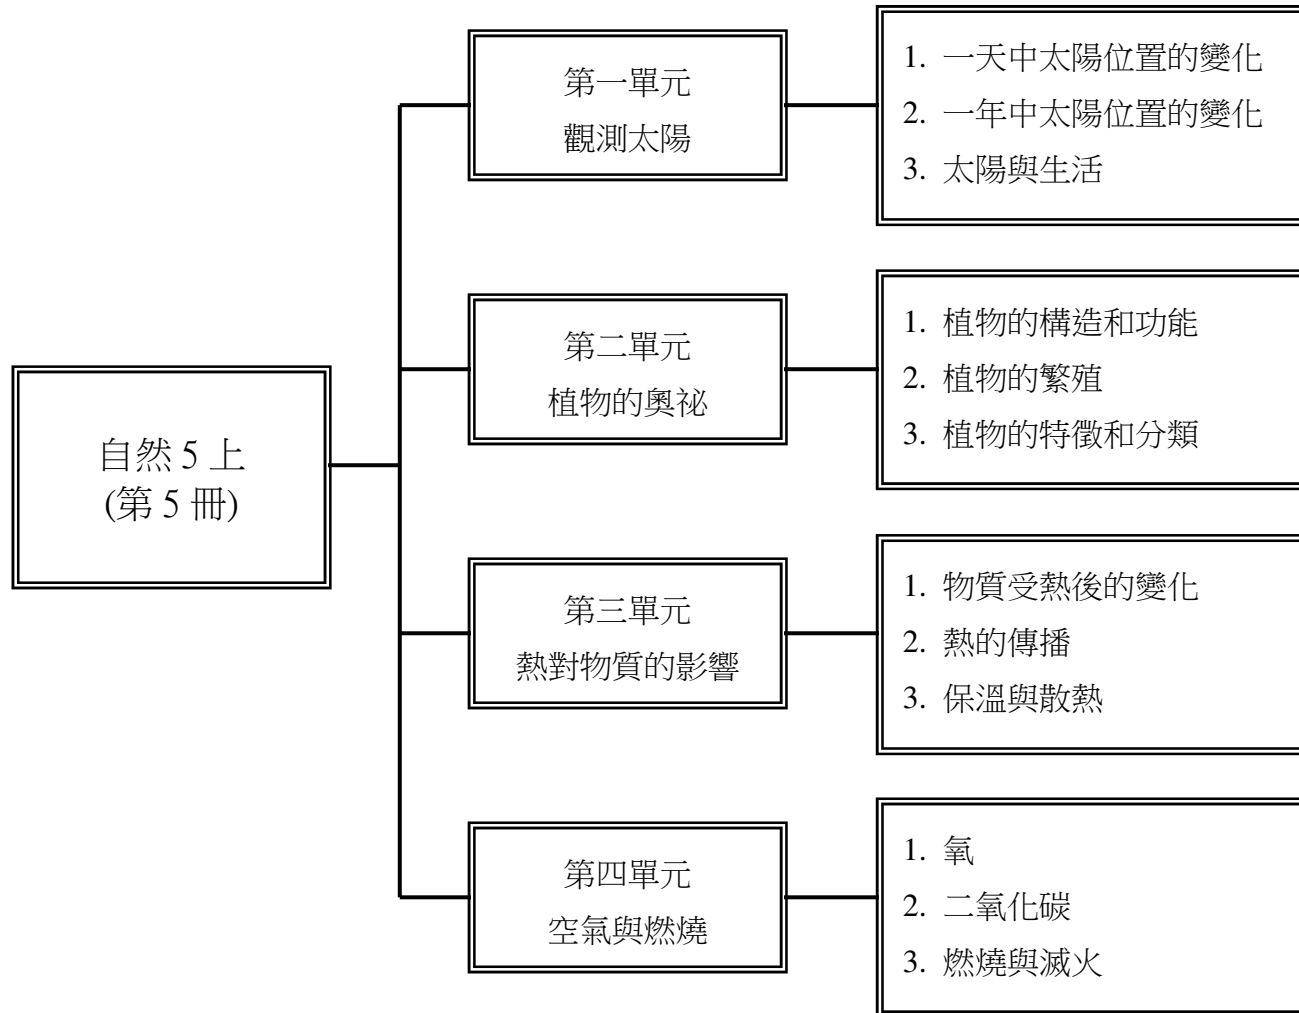 自然 5 上
(第 5 冊)
第一單元
觀測太陽
1. 一天中太陽位置的變化
2. 一年中太陽位置的變化
3. 太陽與生活
第二單元
植物的奧祕
1. 植物的構造和功能
2. 植物的繁殖
3. 植物的特徵和分類
第三單元
熱對物質的影響
1. 物質受熱後的變化
2. 熱的傳播
3. 保溫與散熱
第四單元
空氣與燃燒
1. 氧
2. 二氧化碳
3. 燃燒與滅火